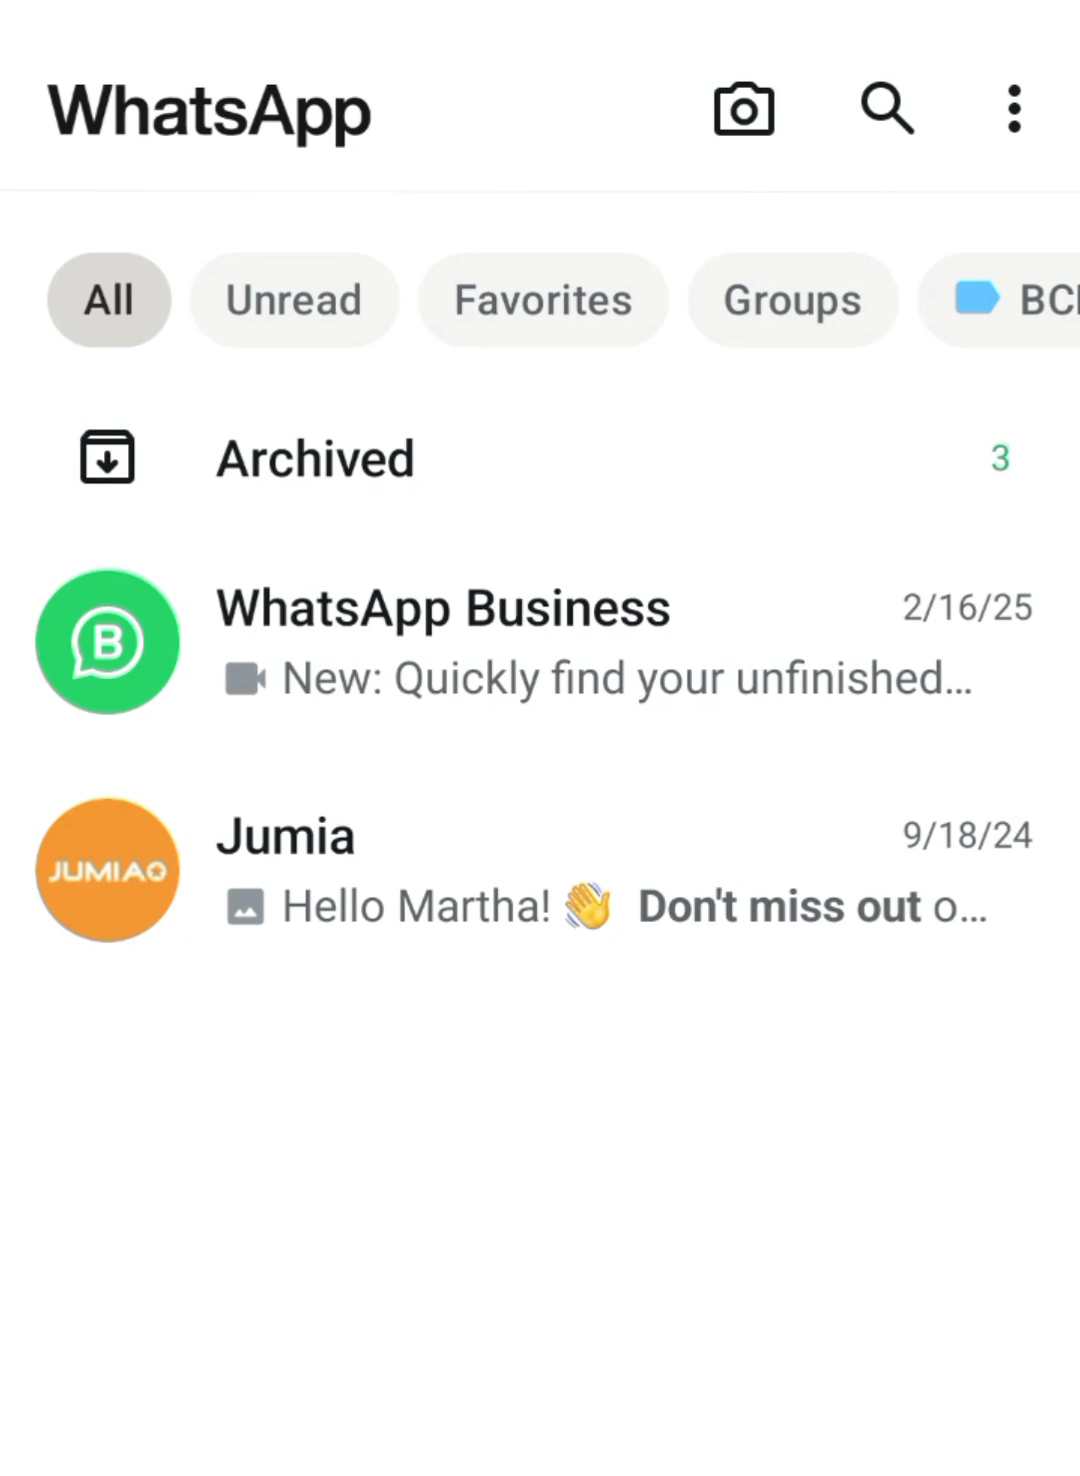 WhatsApp
All Unread Favorites Groups
Archived 3
WhatsApp Business 2/16/25
New: Quickly find your unfinished...
JUMIA
Jumia 9/18/24
Hello Martha! 👋 Don't miss out o...
B